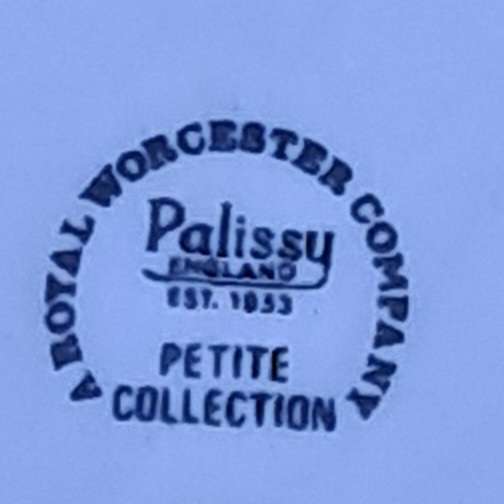 A ROYAL WORCESTER COMPANY
Palissy
ENGLAND
EST. 1853
PETITE
COLLECTION